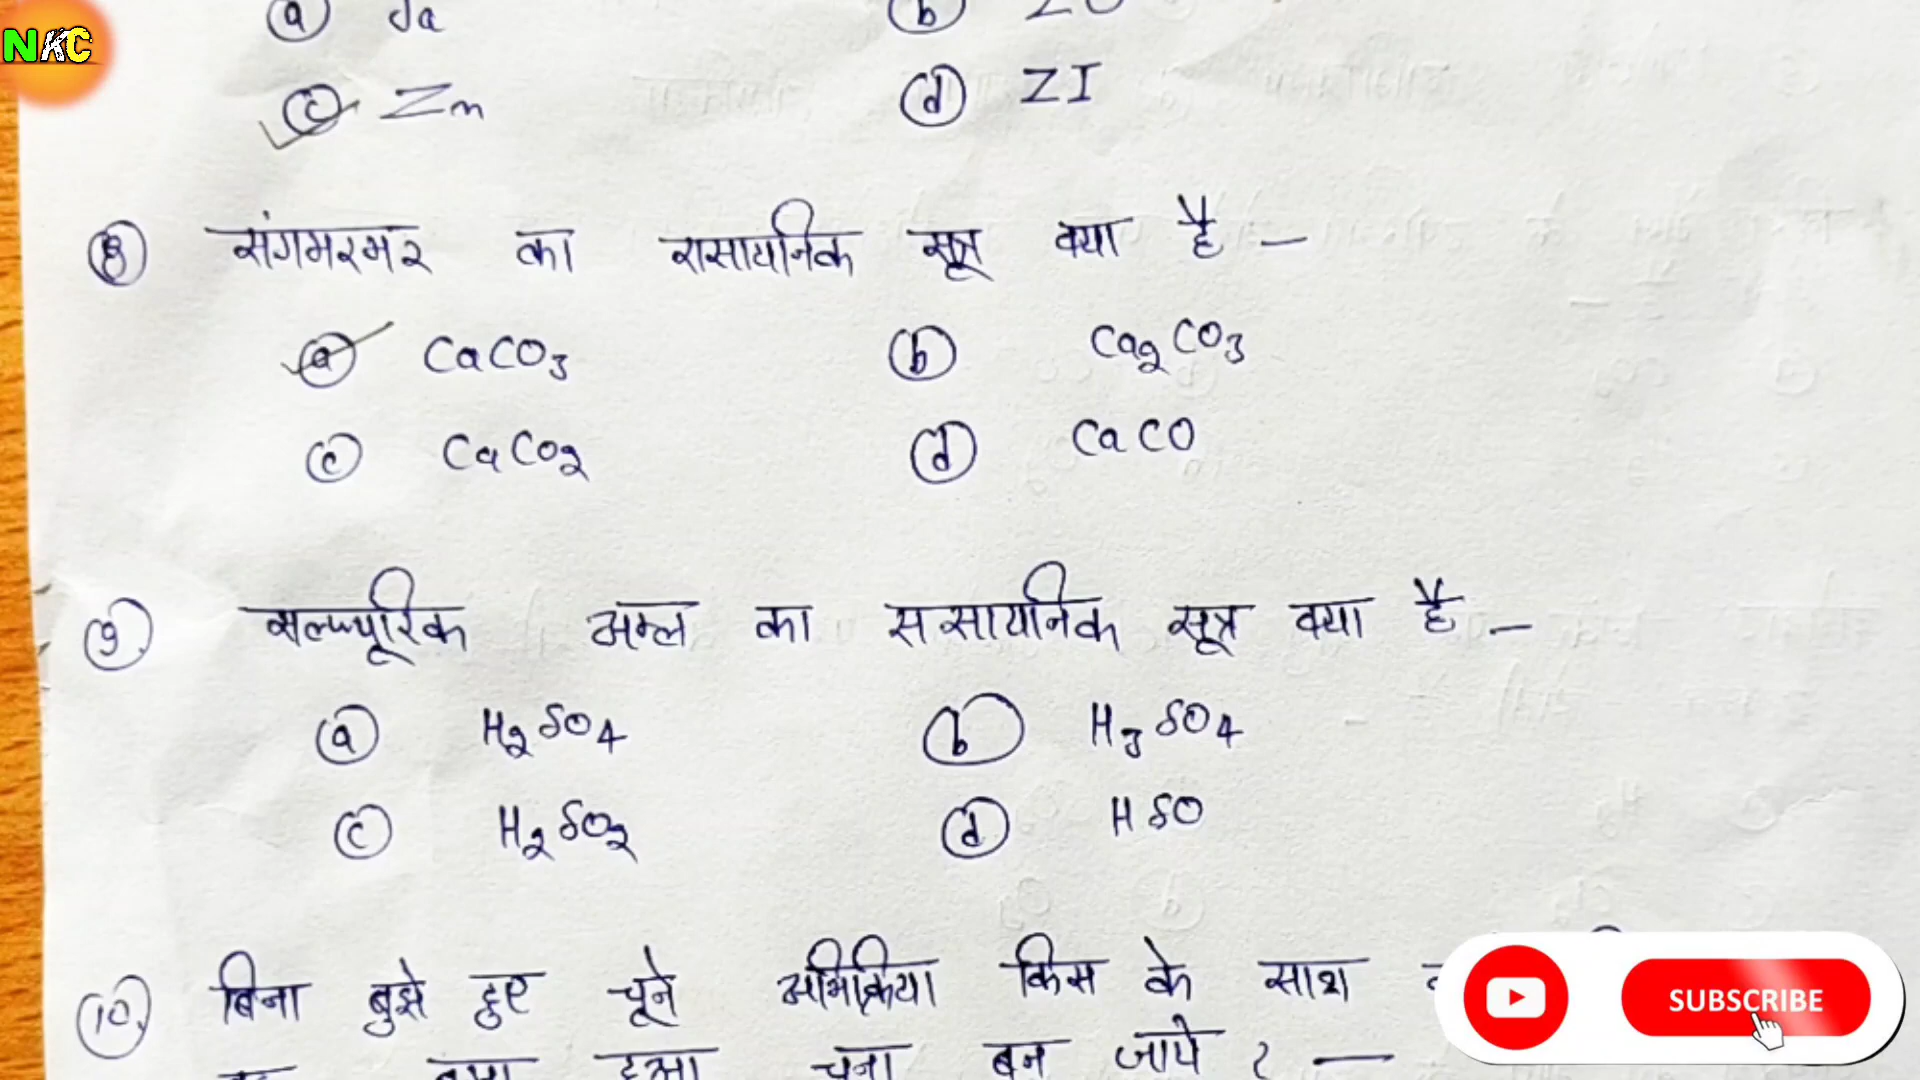 NKC
(a) Ja
(c) Zn (d) ZI
(8) संगमरमर का रासायनिक सूत्र क्या है —
(a) CaCO₃ (b) Ca₂CO₃
(c) CaCO₂ (d) CaCO
(9) सल्फ्यूरिक अम्ल का रासायनिक सूत्र क्या है —
(a) H₂SO₄ (b) H₃SO₄
(c) H₂SO₂ (d) HSO
(10) बिना बुझे हुए चूने अभिक्रिया किस के साथ
बुझा हुआ चूना बन जाये ? —
SUBSCRIBE